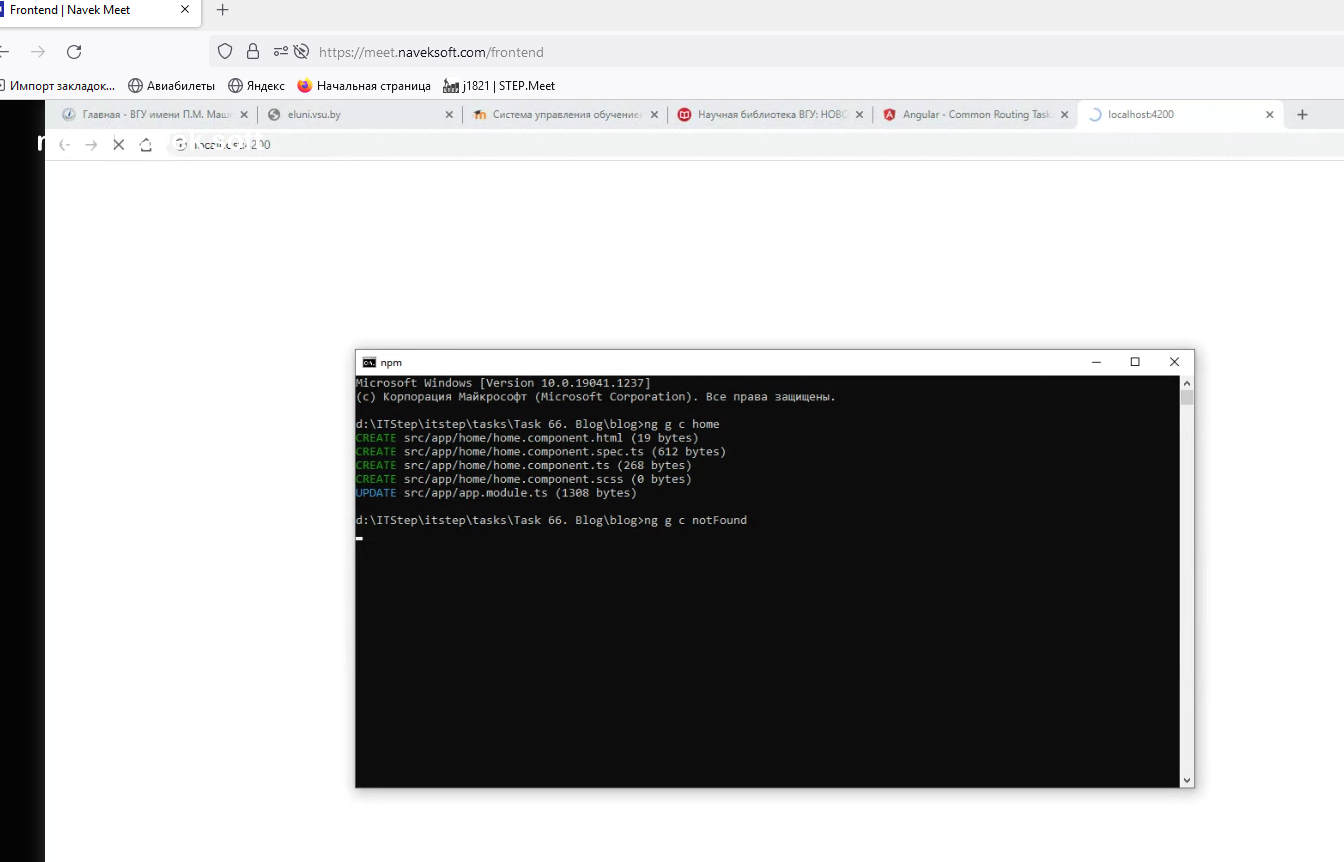 Frontend | Navek Meet
https://meet.naveksoft.com/frontend
Импорт закладок... Авиабилеты Яндекс Начальная страница j1821 | STEP.Meet
Главная - ВГУ имени П.М. Маш eluni.vsu.by Система управления обучение Научная библиотека ВГУ: НОВО Angular - Common Routing Task localhost:4200
npm
Microsoft Windows [Version 10.0.19041.1237]
(c) Корпорация Майкрософт (Microsoft Corporation). Все права защищены.
d:\ITStep\itstep\tasks\Task 66. Blog\blog>ng g c home
CREATE src/app/home/home.component.html (19 bytes)
CREATE src/app/home/home.component.spec.ts (612 bytes)
CREATE src/app/home/home.component.ts (268 bytes)
CREATE src/app/home/home.component.scss (0 bytes)
UPDATE src/app/app.module.ts (1308 bytes)
d:\ITStep\itstep\tasks\Task 66. Blog\blog>ng g c notFound